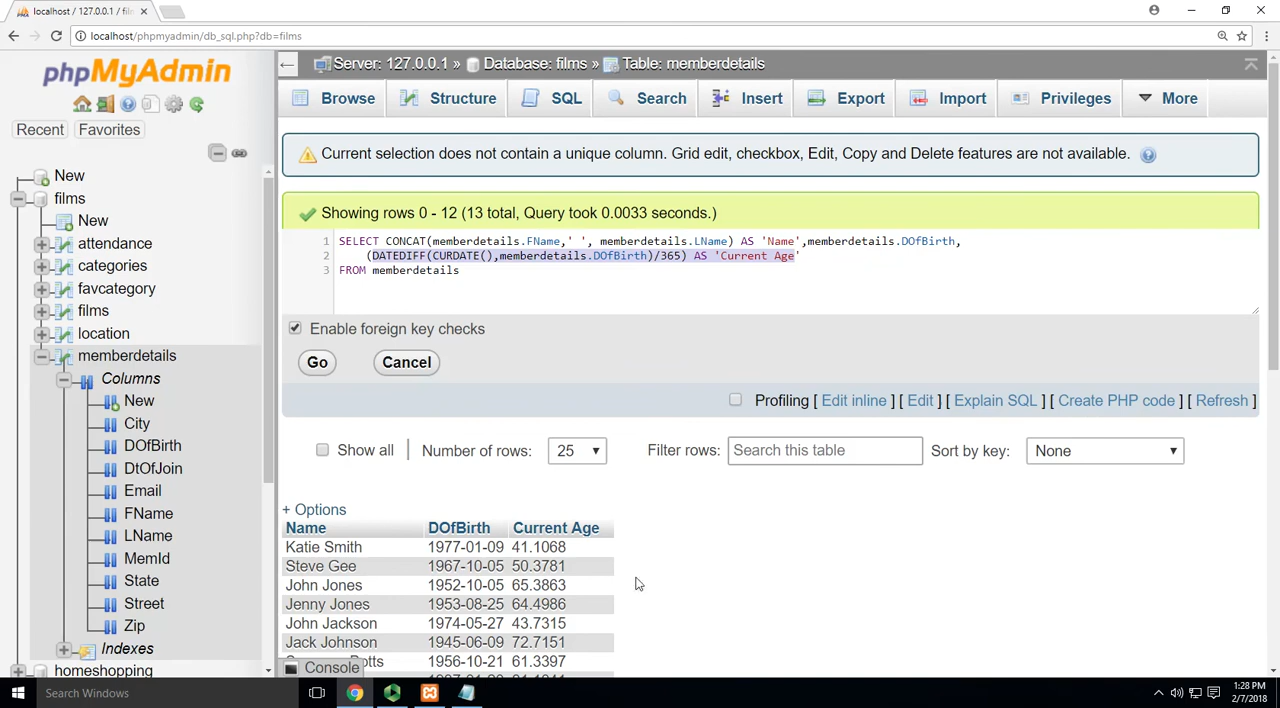 localhost / 127.0.0.1 / film
localhost/phpmyadmin/db_sql.php?db=films
phpMyAdmin
Recent
Favorites
New
films
New
attendance
categories
favcategory
films
location
memberdetails
Columns
New
City
DOfBirth
DtOfJoin
Email
FName
LName
MemId
State
Street
Zip
Indexes
homeshopping
Server: 127.0.0.1 » Database: films » Table: memberdetails
Browse Structure SQL Search Insert Export Import Privileges More
Current selection does not contain a unique column. Grid edit, checkbox, Edit, Copy and Delete features are not available.
Showing rows 0 - 12 (13 total, Query took 0.0033 seconds.)
1 SELECT CONCAT(memberdetails.FName,' ', memberdetails.LName) AS 'Name',memberdetails.DOfBirth,
2 (DATEDIFF(CURDATE(),memberdetails.DOfBirth)/365) AS 'Current Age'
3 FROM memberdetails
Enable foreign key checks
Go Cancel
Profiling [ Edit inline ] [ Edit ] [ Explain SQL ] [ Create PHP code ] [ Refresh ]
Show all Number of rows: 25 Filter rows: Search this table Sort by key: None
+ Options
Name DOfBirth Current Age
Katie Smith 1977-01-09 41.1068
Steve Gee 1967-10-05 50.3781
John Jones 1952-10-05 65.3863
Jenny Jones 1953-08-25 64.4986
John Jackson 1974-05-27 43.7315
Jack Johnson 1945-06-09 72.7151
1956-10-21 61.3397
Console
Search Windows
1:28 PM
2/7/2018